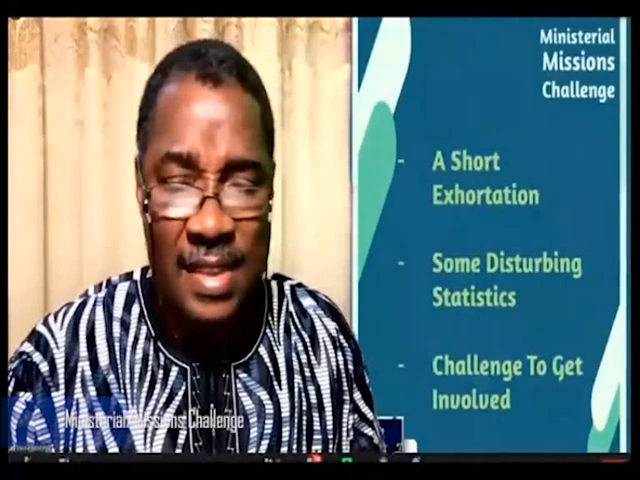 Ministerial
Missions
Challenge
- A Short
Exhortation
- Some Disturbing
Statistics
- Challenge To Get
Involved
Ministerial Missions Challenge